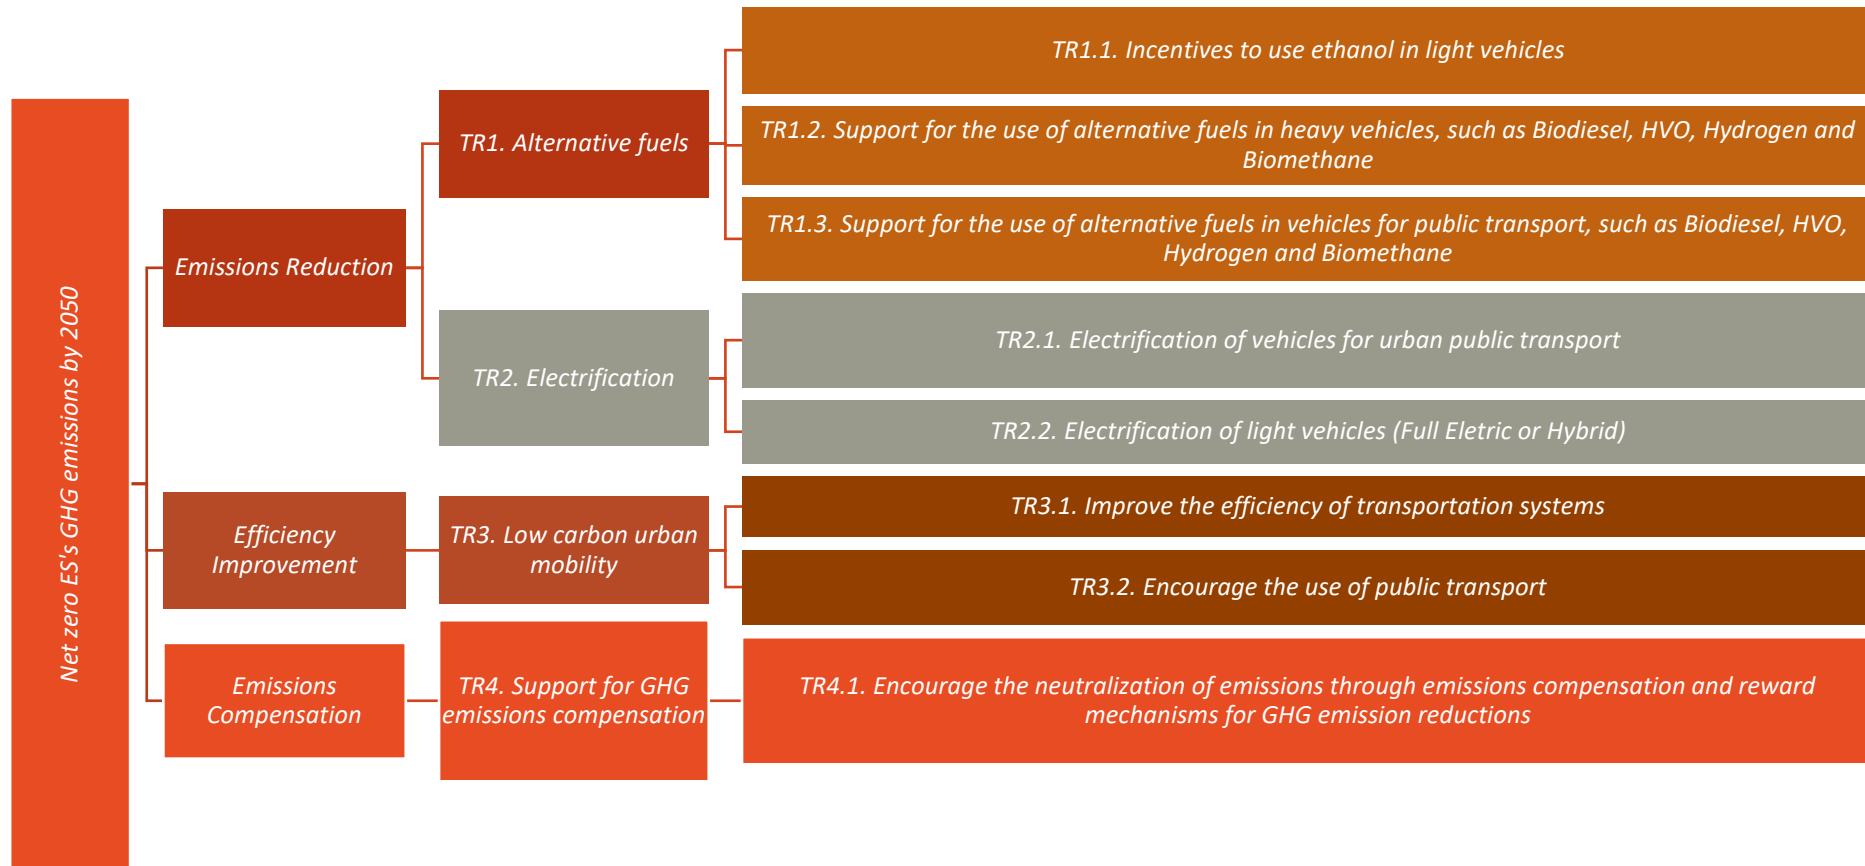 Net zero ES's GHG emissions by 2050
Emissions Reduction
TR1. Alternative fuels
TR1.1. Incentives to use ethanol in light vehicles
TR1.2. Support for the use of alternative fuels in heavy vehicles, such as Biodiesel, HVO, Hydrogen and
Biomethane
TR1.3. Support for the use of alternative fuels in vehicles for public transport, such as Biodiesel, HVO,
Hydrogen and Biomethane
TR2. Electrification
TR2.1. Electrification of vehicles for urban public transport
TR2.2. Electrification of light vehicles (Full Eletric or Hybrid)
Efficiency
Improvement
TR3. Low carbon urban
mobility
TR3.1. Improve the efficiency of transportation systems
TR3.2. Encourage the use of public transport
Emissions
Compensation
TR4. Support for GHG
emissions compensation
TR4.1. Encourage the neutralization of emissions through emissions compensation and reward
mechanisms for GHG emission reductions